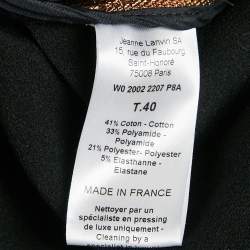 Jeanne Lanvin SA
15, rue du Faubourg
Saint-Honoré
75008 Paris
W0 2002 2207 P8A
T.40
41% Coton - Cotton
33% Polyamide -
Polyamide
21% Polyester- Polyester
5% Elasthanne -
Elastane
MADE IN FRANCE
Nettoyer par un
spécialiste en pressing
de luxe uniquement -
Cleaning by a